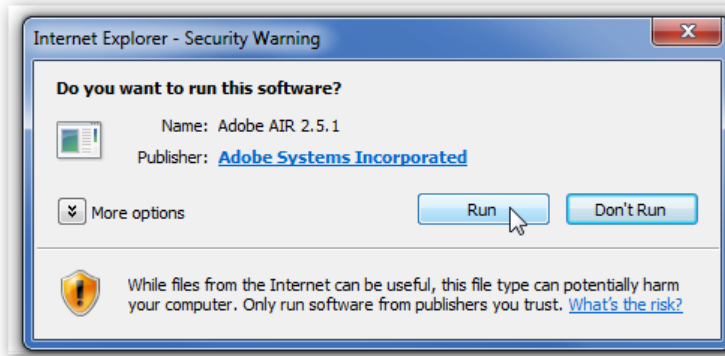 Internet Explorer - Security Warning
Do you want to run this software?
Name: Adobe AIR 2.5.1
Publisher: Adobe Systems Incorporated
More options
Run
Don't Run
While files from the Internet can be useful, this file type can potentially harm
your computer. Only run software from publishers you trust. What's the risk?